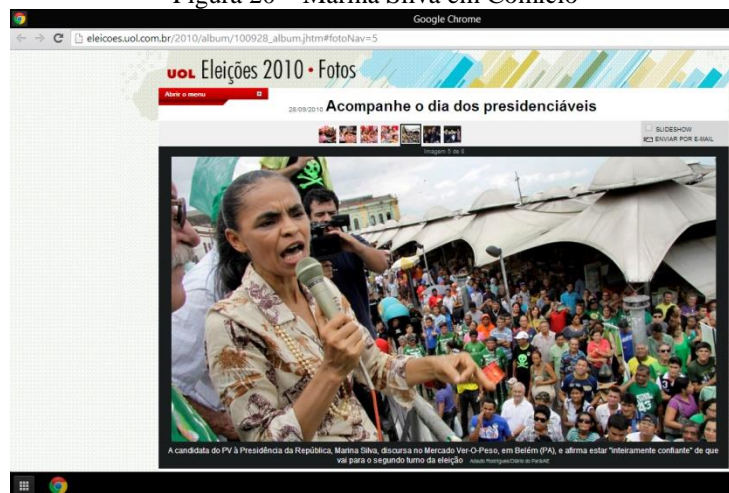 Figura 20 – Marina Silva em Comício
Google Chrome
eleicoes.uol.com.br/2010/album/100928_album.jhtm#fotoNav=5
UOL Eleições 2010 • Fotos
Abrir o menu
28/09/2010 Acompanhe o dia dos presidenciáveis
SLIDESHOW
ENVIAR POR E-MAIL
Imagem 5 de 8
43
A candidata do PV à Presidência da República, Marina Silva, discursa no Mercado Ver-O-Peso, em Belém (PA), e afirma estar "inteiramente confiante" de que
vai para o segundo turno da eleição